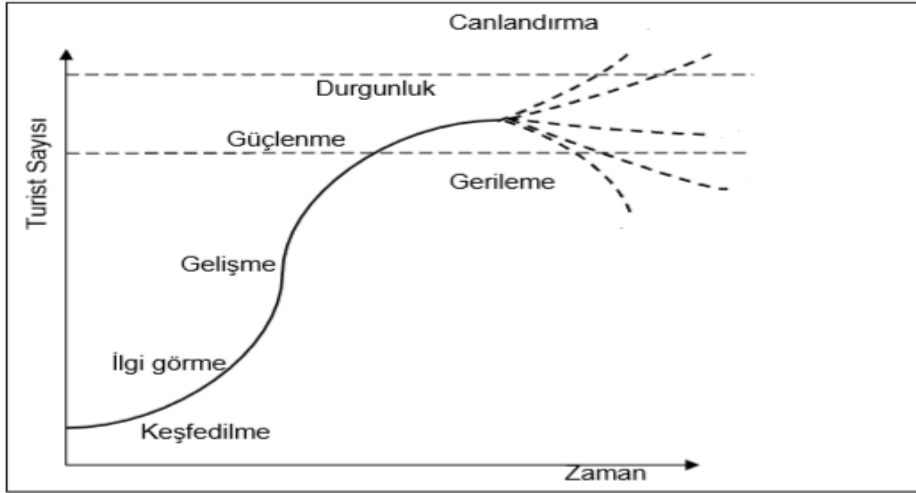 Canlandırma
Durgunluk
Güçlenme
Gerileme
Turist Sayısı
Gelişme
İlgi görme
Keşfedilme
Zaman